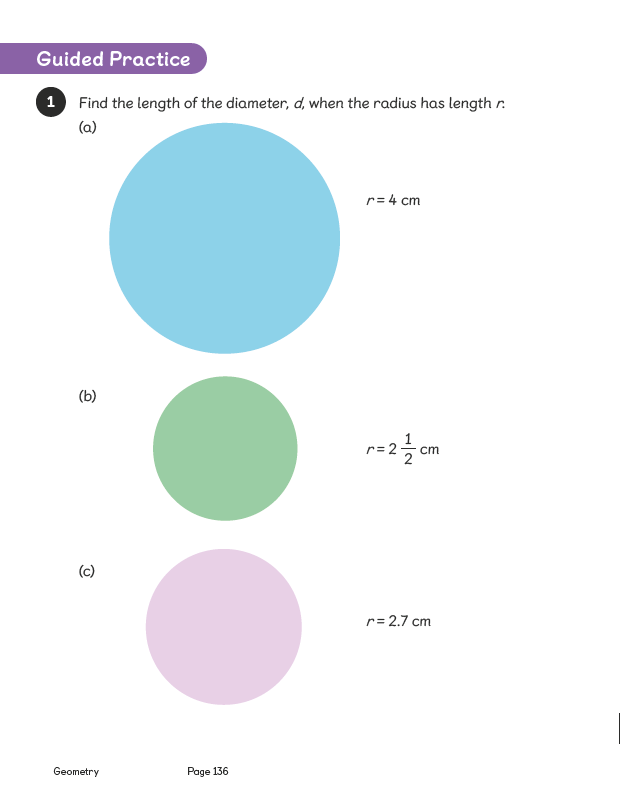 Guided Practice
1 Find the length of the diameter, d, when the radius has length r.
(a)
r = 4 cm
(b)
r = 2 1/2 cm
(c)
r = 2.7 cm
Geometry Page 136